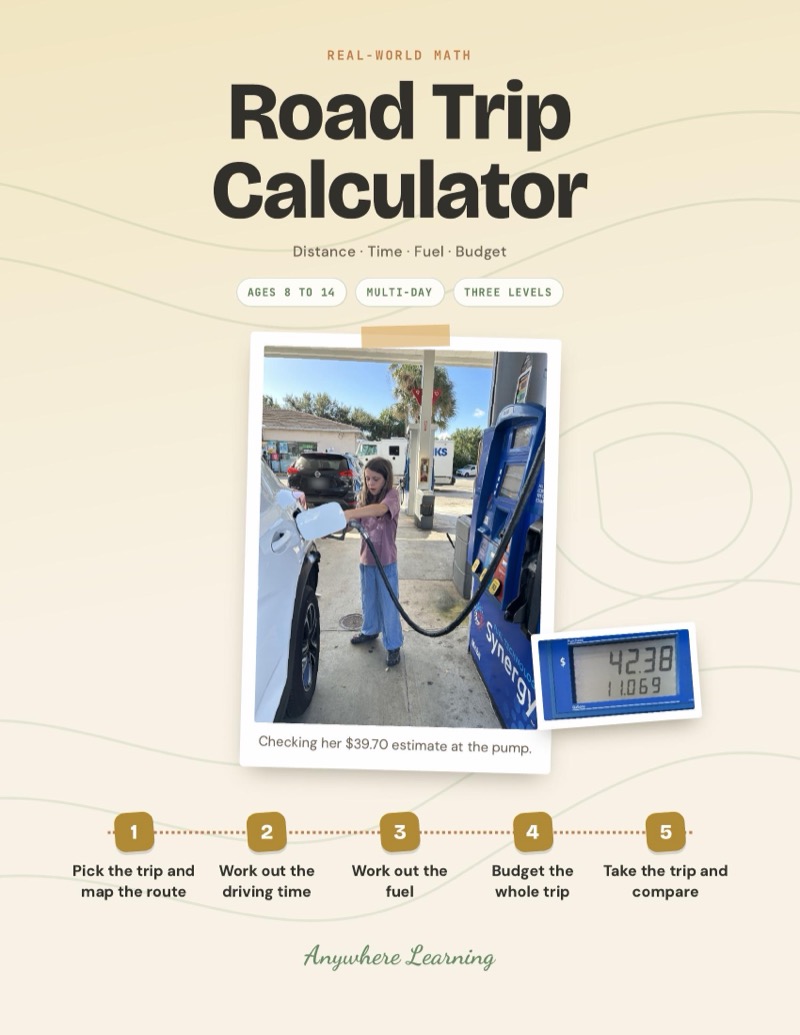 REAL-WORLD MATH
Road Trip
Calculator
Distance · Time · Fuel · Budget
AGES 8 TO 14
MULTI-DAY
THREE LEVELS
KS
Synergy
$ 42.38
11.069
Checking her $39.70 estimate at the pump.
1
2
3
4
5
Pick the trip and
map the route
Work out the
driving time
Work out the
fuel
Budget the
whole trip
Take the trip and
compare
Anywhere Learning